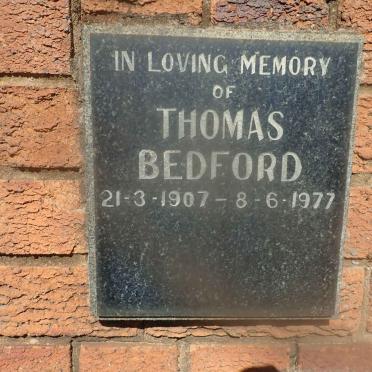 IN LOVING MEMORY
OF
THOMAS
BEDFORD
21-3-1907 – 8-6-1977